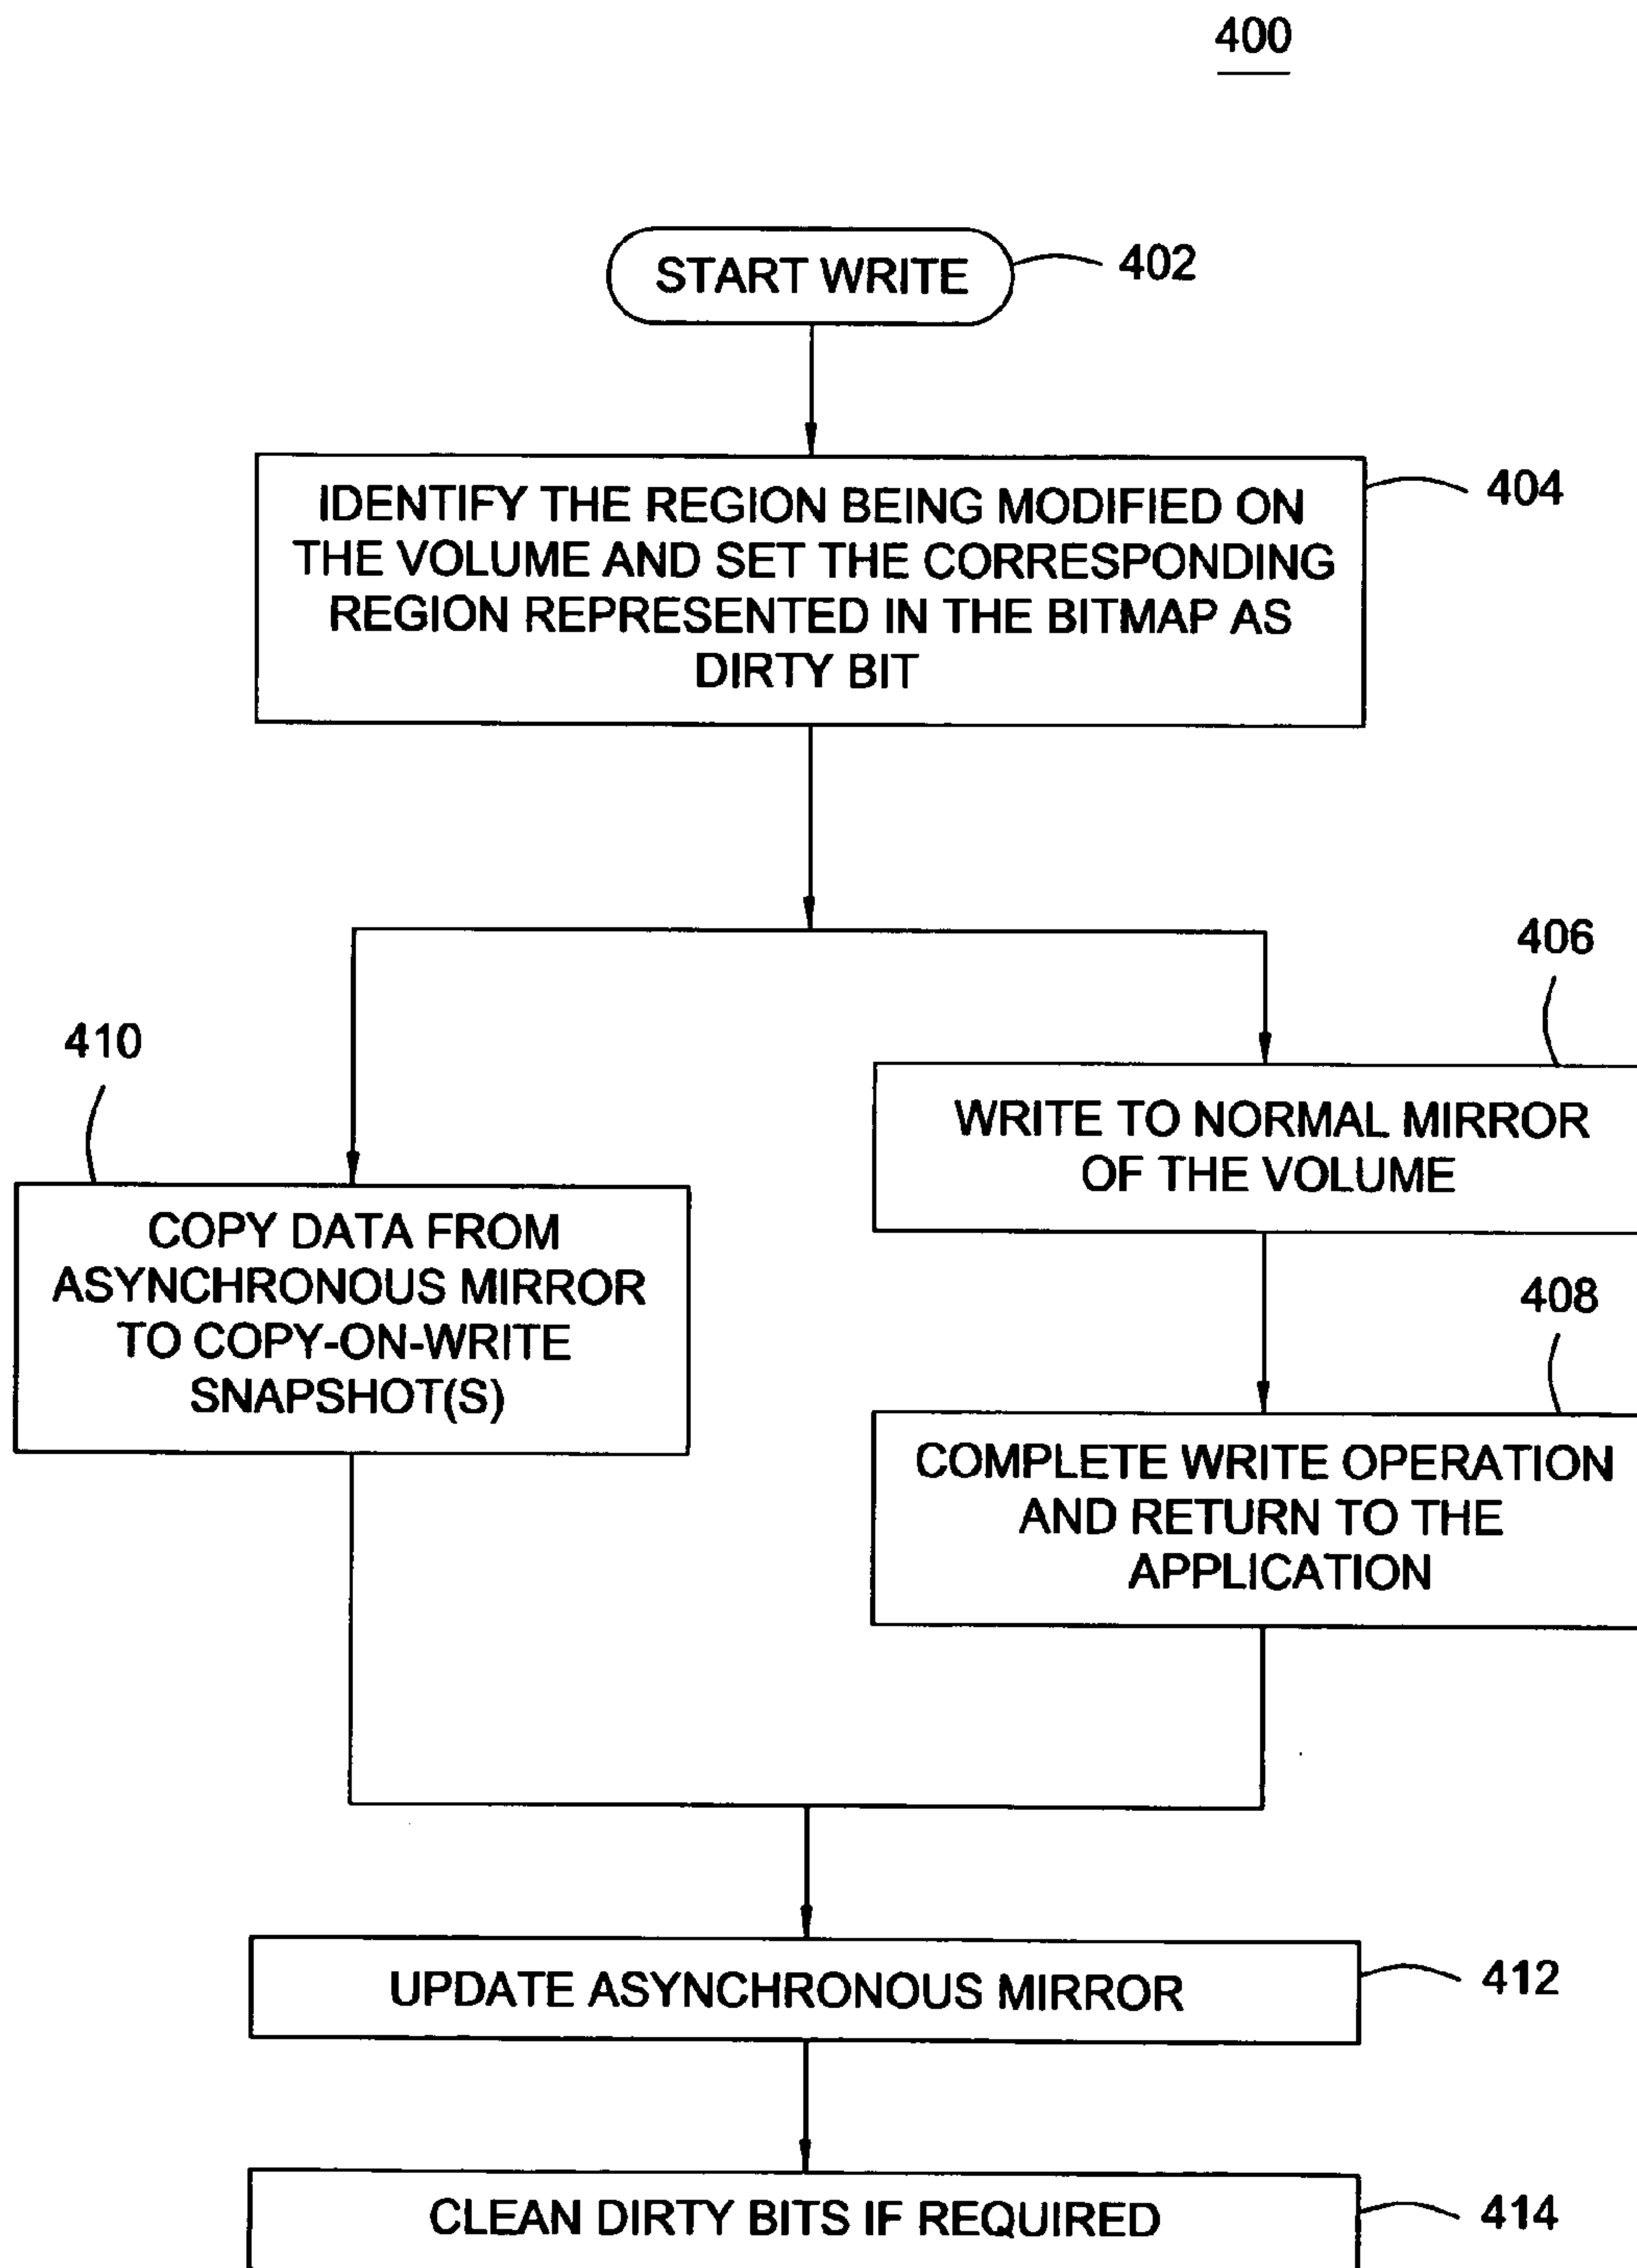 400
START WRITE
402
IDENTIFY THE REGION BEING MODIFIED ON
THE VOLUME AND SET THE CORRESPONDING
REGION REPRESENTED IN THE BITMAP AS
DIRTY BIT
404
406
WRITE TO NORMAL MIRROR
OF THE VOLUME
410
COPY DATA FROM
ASYNCHRONOUS MIRROR
TO COPY-ON-WRITE
SNAPSHOT(S)
408
COMPLETE WRITE OPERATION
AND RETURN TO THE
APPLICATION
UPDATE ASYNCHRONOUS MIRROR
412
CLEAN DIRTY BITS IF REQUIRED
414